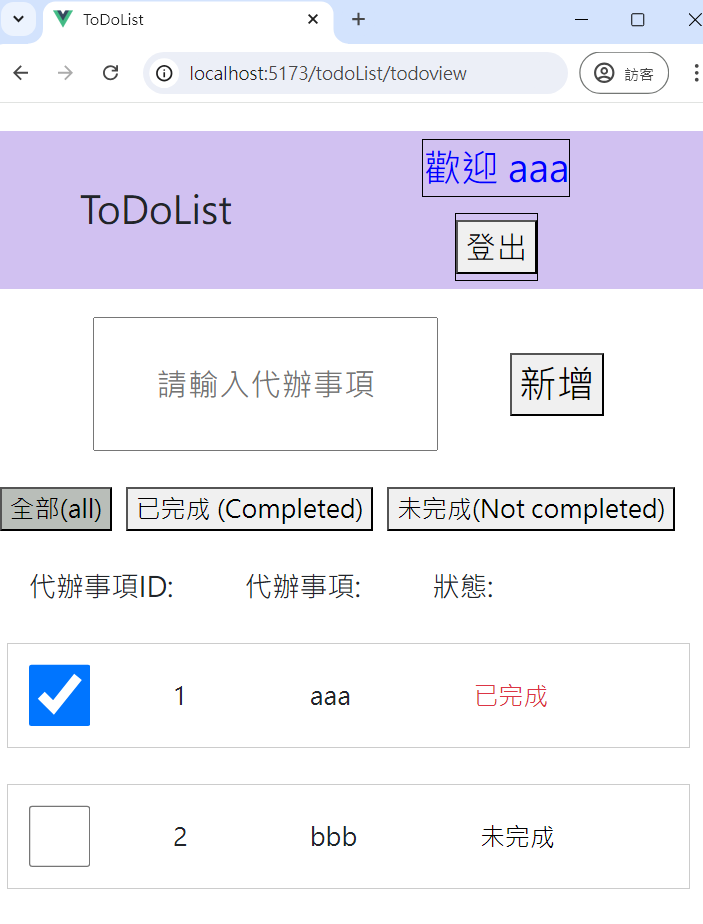 ToDoList
localhost:5173/todoList/todoview
訪客
歡迎 aaa
ToDoList
登出
請輸入代辦事項
新增
全部(all) 已完成 (Completed) 未完成(Not completed)
代辦事項ID: 代辦事項: 狀態:
1 aaa 已完成
2 bbb 未完成